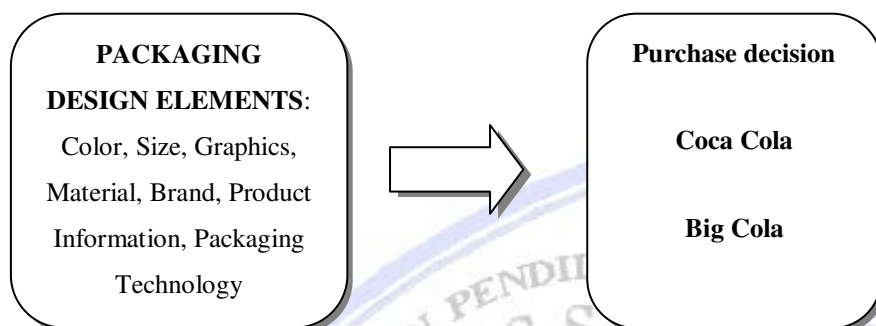 PACKAGING
DESIGN ELEMENTS:
Color, Size, Graphics,
Material, Brand, Product
Information, Packaging
Technology
Purchase decision
Coca Cola
Big Cola